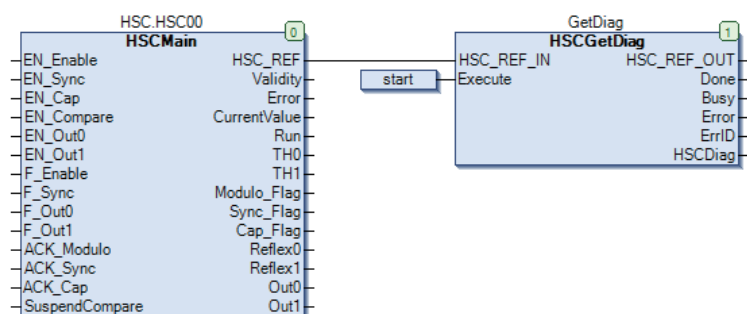 HSC.HSC00
HSCMain
0
EN_Enable HSC_REF
EN_Sync Validity
EN_Cap Error
EN_Compare CurrentValue
EN_Out0 Run
EN_Out1 TH0
F_Enable TH1
F_Sync Modulo_Flag
F_Out0 Sync_Flag
F_Out1 Cap_Flag
ACK_Modulo Reflex0
ACK_Sync Reflex1
ACK_Cap Out0
SuspendCompare Out1
GetDiag
HSCGetDiag
1
HSC_REF_IN HSC_REF_OUT
start Execute Done
Busy
Error
ErrID
HSCDiag